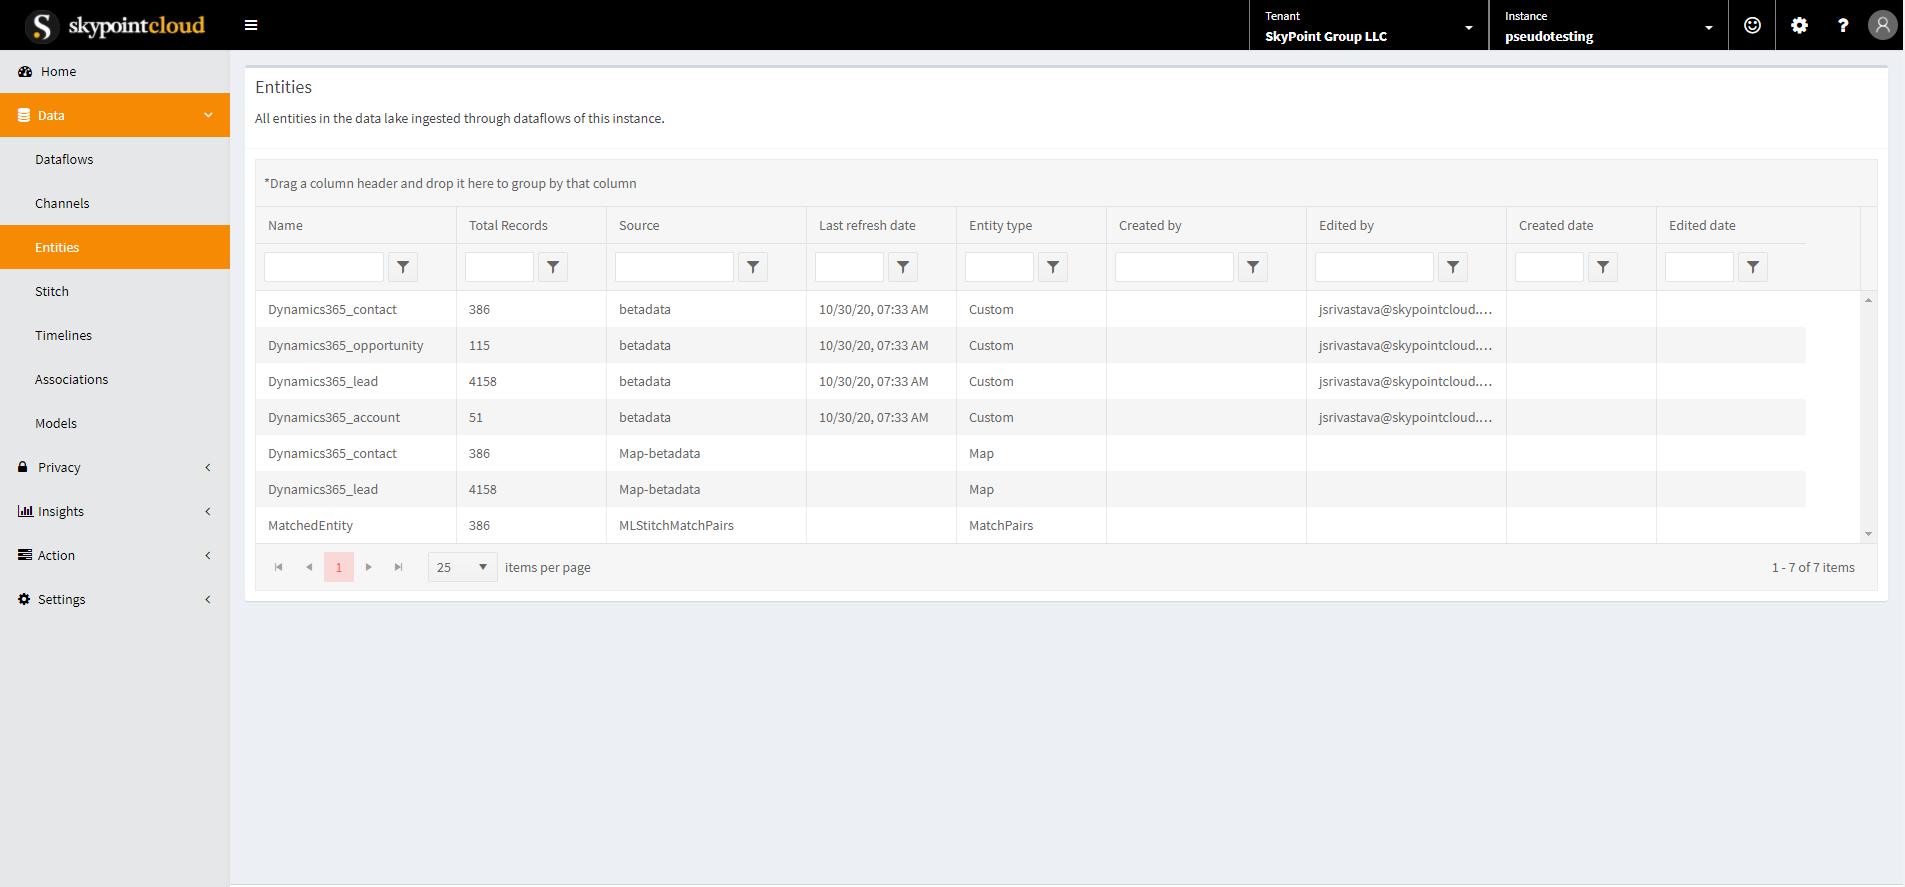 skypointcloud
Tenant
SkyPoint Group LLC
Instance
pseudotesting
Home
Data
Dataflows
Channels
Entities
Stitch
Timelines
Associations
Models
Privacy
Insights
Action
Settings
Entities
All entities in the data lake ingested through dataflows of this instance.
*Drag a column header and drop it here to group by that column
Name Total Records Source Last refresh date Entity type Created by Edited by Created date Edited date
Dynamics365_contact 386 betadata 10/30/20, 07:33 AM Custom jsrivastava@skypointcloud....
Dynamics365_opportunity 115 betadata 10/30/20, 07:33 AM Custom jsrivastava@skypointcloud....
Dynamics365_lead 4158 betadata 10/30/20, 07:33 AM Custom jsrivastava@skypointcloud....
Dynamics365_account 51 betadata 10/30/20, 07:33 AM Custom jsrivastava@skypointcloud....
Dynamics365_contact 386 Map-betadata Map
Dynamics365_lead 4158 Map-betadata Map
MatchedEntity 386 MLStitchMatchPairs MatchPairs
1 25 items per page 1 - 7 of 7 items